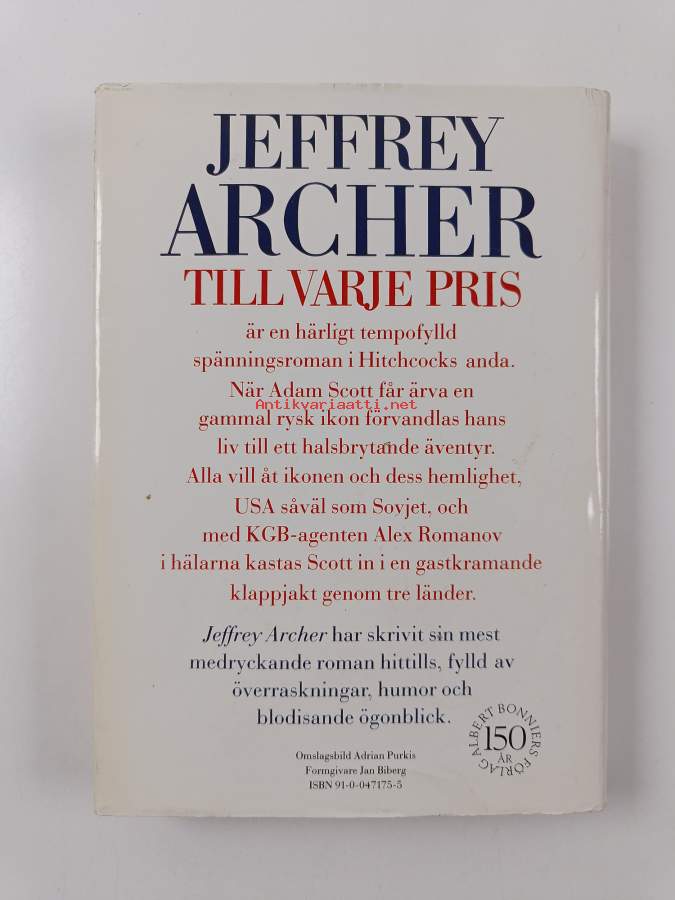 JEFFREY
ARCHER
TILL VARJE PRIS
är en härligt tempofylld
spänningsroman i Hitchcocks anda.
När Adam Scott får ärva en
Antikvariaatti.net
gammal rysk ikon förvandlas hans
liv till ett halsbrytande äventyr.
Alla vill åt ikonen och dess hemlighet,
USA såväl som Sovjet, och
med KGB-agenten Alex Romanov
i hälarna kastas Scott in i en gastkramande
klappjakt genom tre länder.
Jeffrey Archer har skrivit sin mest
medryckande roman hittills, fylld av
överraskningar, humor och
blodisande ögonblick.
ALBERT BONNIERS FÖRLAG
150
ÅR
Omslagsbild Adrian Purkis
Formgivare Jan Biberg
ISBN 91-0-047175-5